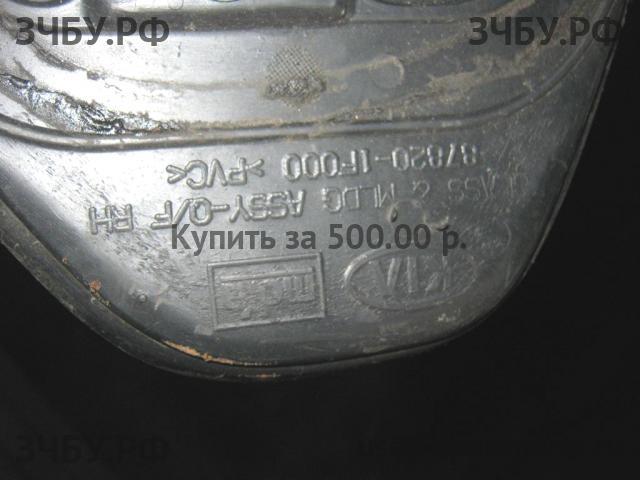 ЗЧБУ.РФ
ЗЧБУ.РФ
87820-1F000 >PVC<
GLASS & MLDG ASSY-Q/F RH
Купить за 500.00 р.
KIA
ЗЧБУ.РФ